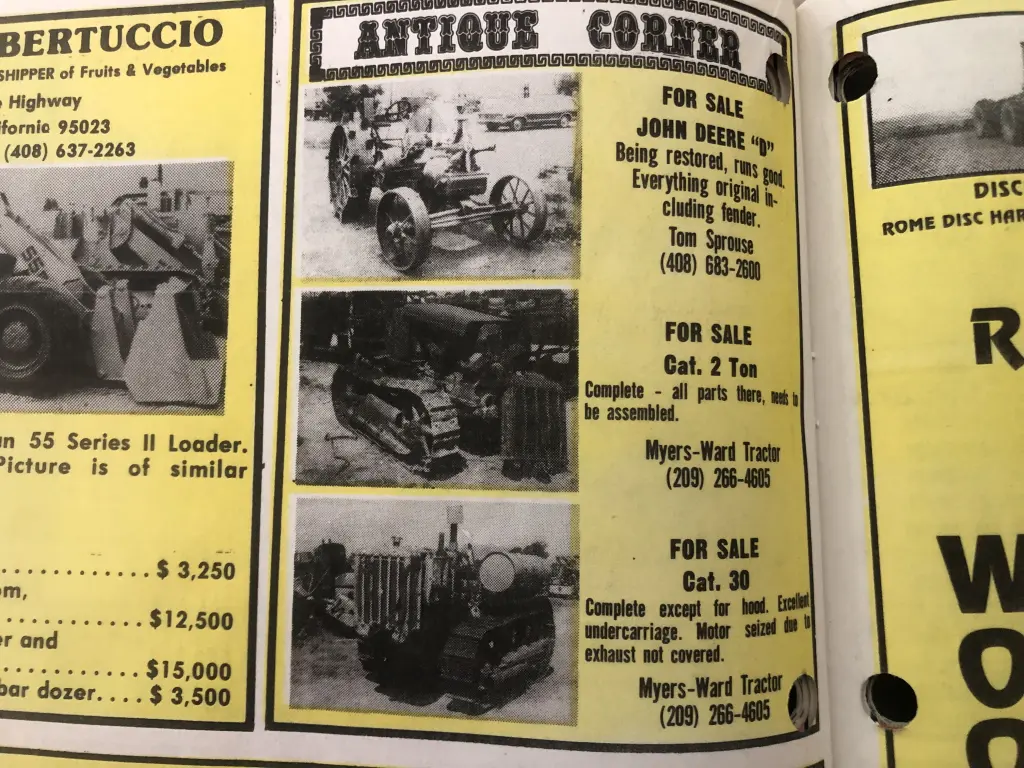 BERTUCCIO
SHIPPER of Fruits & Vegetables
Highway
95023
(408) 637-2263
55 Series II Loader.
Picture is of similar
$ 3,250
$12,500
and
$15,000
bar dozer.... $ 3,500
ANTIQUE CORNER
FOR SALE
JOHN DEERE "D"
Being restored, runs good.
Everything original in-
cluding fender.
Tom Sprouse
(408) 683-2600
FOR SALE
Cat. 2 Ton
Complete - all parts there, needs to
be assembled.
Myers-Ward Tractor
(209) 266-4605
FOR SALE
Cat. 30
Complete except for hood. Excellent
undercarriage. Motor seized due to
exhaust not covered.
Myers-Ward Tractor
(209) 266-4605
DISC
ROME DISC